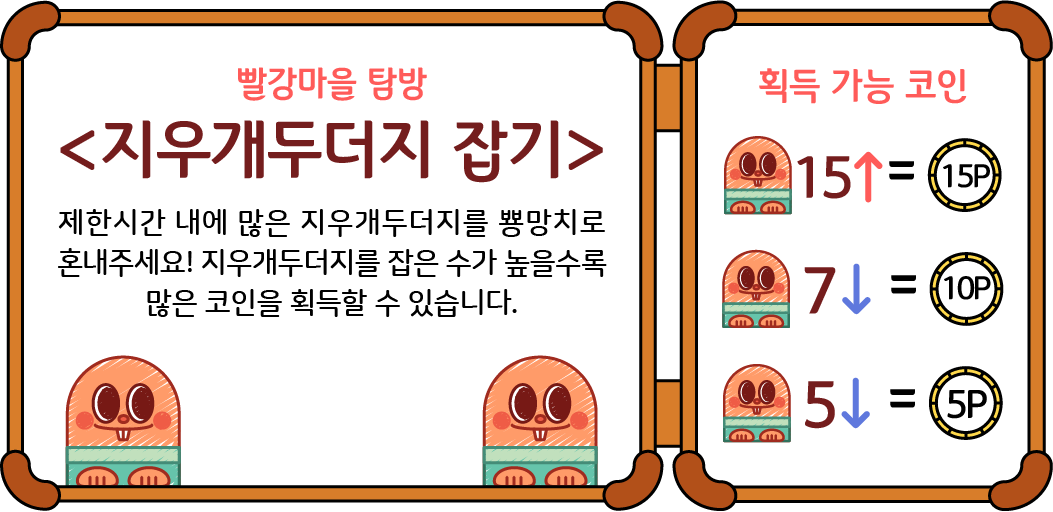 빨강마을 탐방
<지우개두더지 잡기>
제한시간 내에 많은 지우개두더지를 뿅망치로
혼내주세요! 지우개두더지를 잡은 수가 높을수록
많은 코인을 획득할 수 있습니다.
획득 가능 코인
15↑= 15P
7↓ = 10P
5↓ = 5P